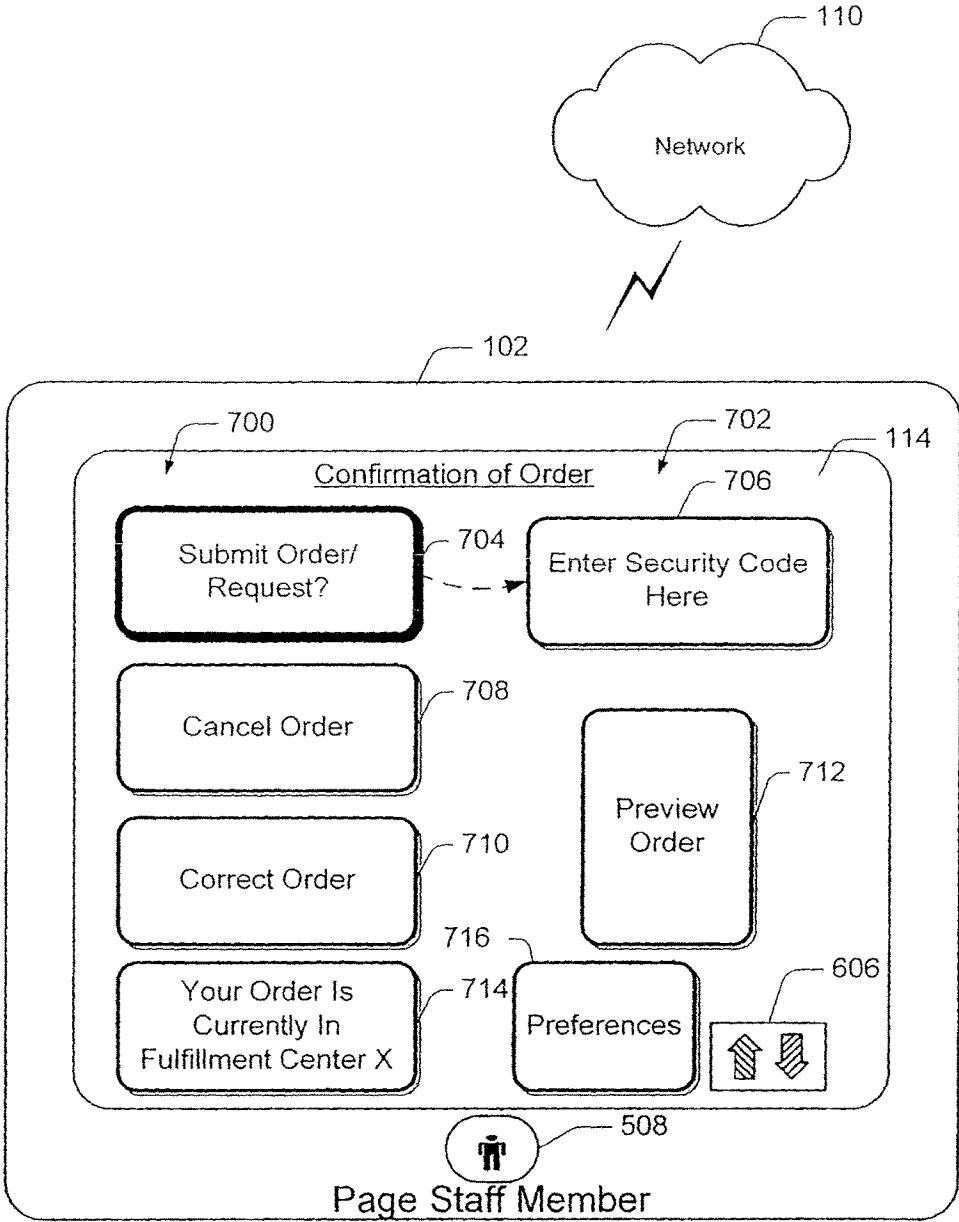 110
Network
102
700
702
114
Confirmation of Order
706
Submit Order/
Request?
704
Enter Security Code
Here
708
Cancel Order
712
Preview
Order
710
Correct Order
716
606
Your Order Is
Currently In
Fulfillment Center X
714
Preferences
508
Page Staff Member